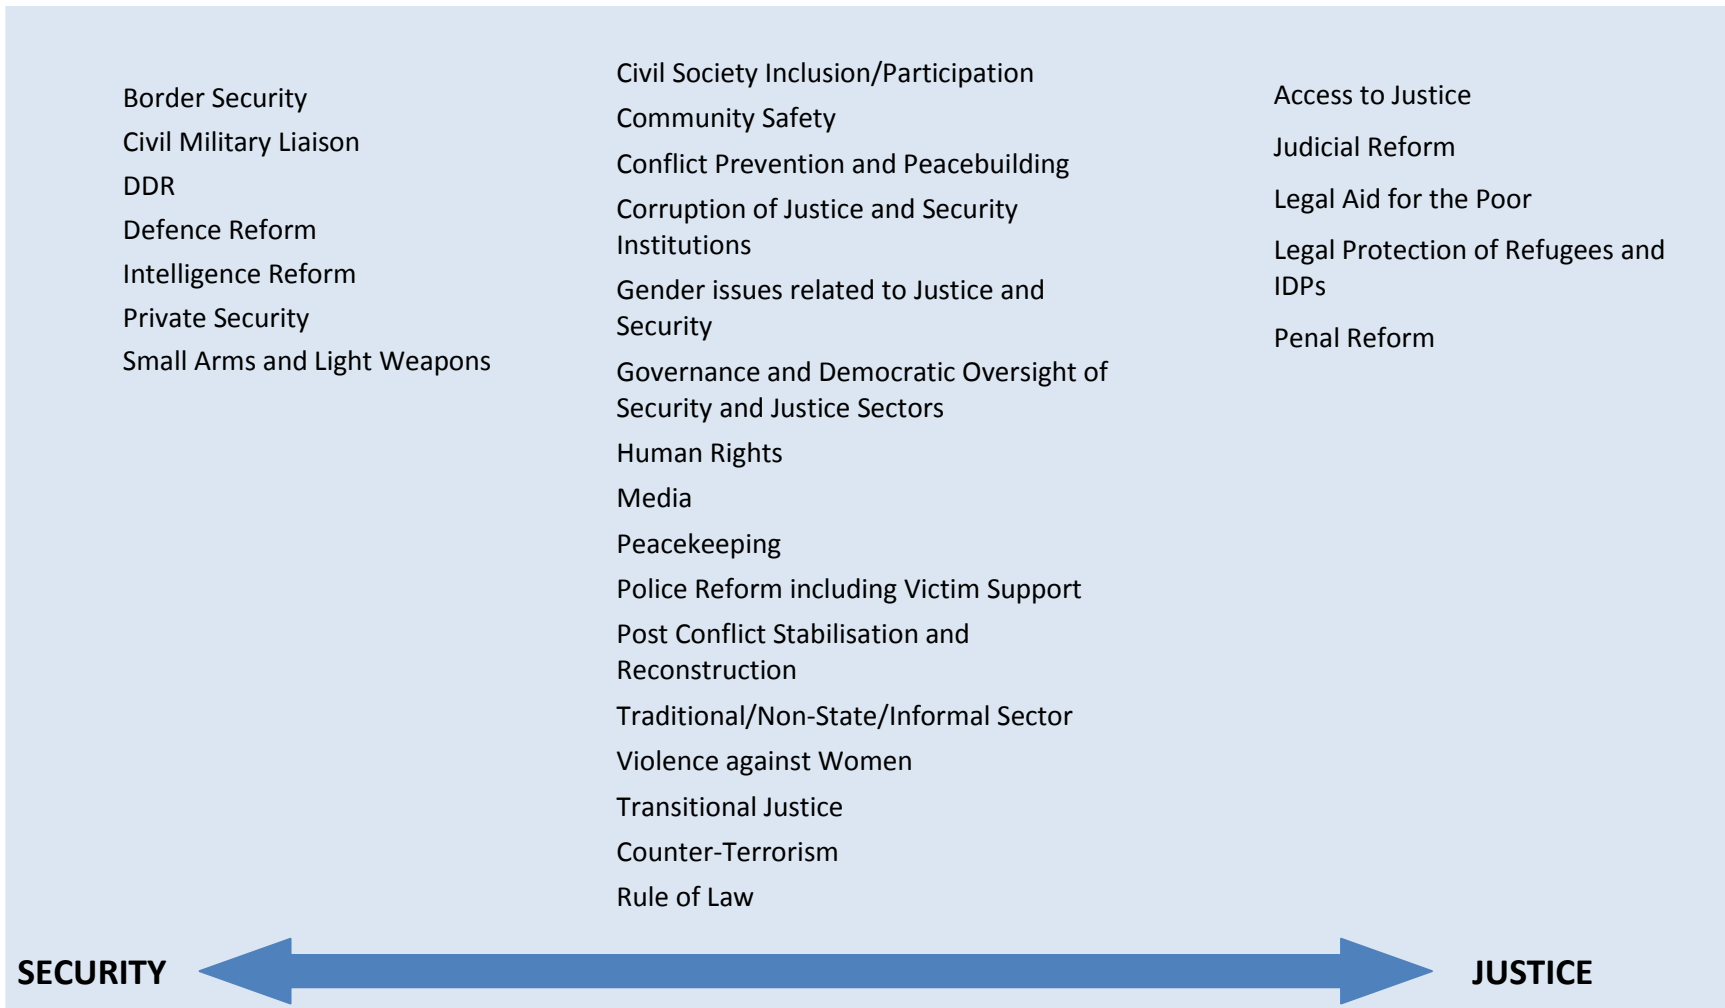 Border Security
Civil Military Liaison
DDR
Defence Reform
Intelligence Reform
Private Security
Small Arms and Light Weapons
Civil Society Inclusion/Participation
Community Safety
Conflict Prevention and Peacebuilding
Corruption of Justice and Security
Institutions
Gender issues related to Justice and
Security
Governance and Democratic Oversight of
Security and Justice Sectors
Human Rights
Media
Peacekeeping
Police Reform including Victim Support
Post Conflict Stabilisation and
Reconstruction
Traditional/Non-State/Informal Sector
Violence against Women
Transitional Justice
Counter-Terrorism
Rule of Law
Access to Justice
Judicial Reform
Legal Aid for the Poor
Legal Protection of Refugees and
IDPs
Penal Reform
SECURITY
JUSTICE